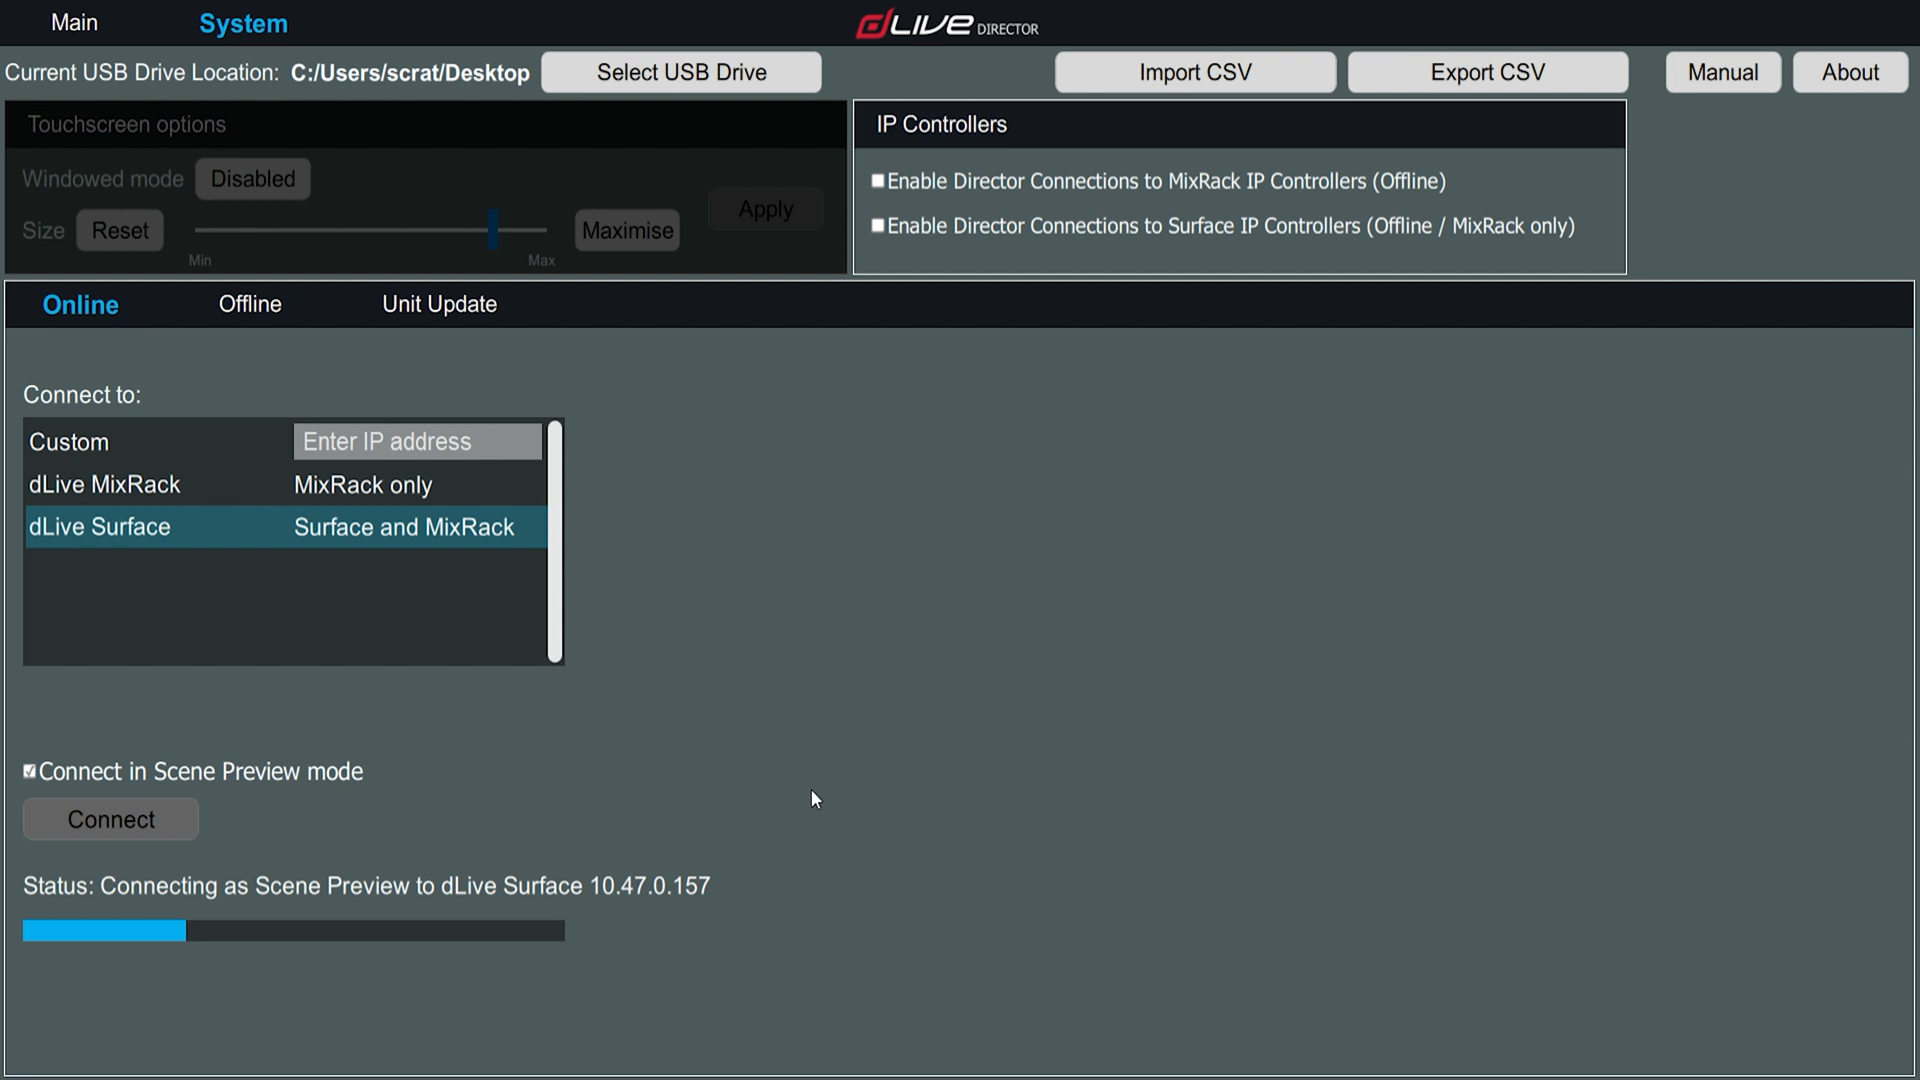 Main System dLive DIRECTOR
Current USB Drive Location: C:/Users/scrat/Desktop Select USB Drive Import CSV Export CSV Manual About
Touchscreen options
Windowed mode Disabled
Size Reset Maximise Apply
Min Max
IP Controllers
Enable Director Connections to MixRack IP Controllers (Offline)
Enable Director Connections to Surface IP Controllers (Offline / MixRack only)
Online Offline Unit Update
Connect to:
Custom Enter IP address
dLive MixRack MixRack only
dLive Surface Surface and MixRack
Connect in Scene Preview mode
Connect
Status: Connecting as Scene Preview to dLive Surface 10.47.0.157